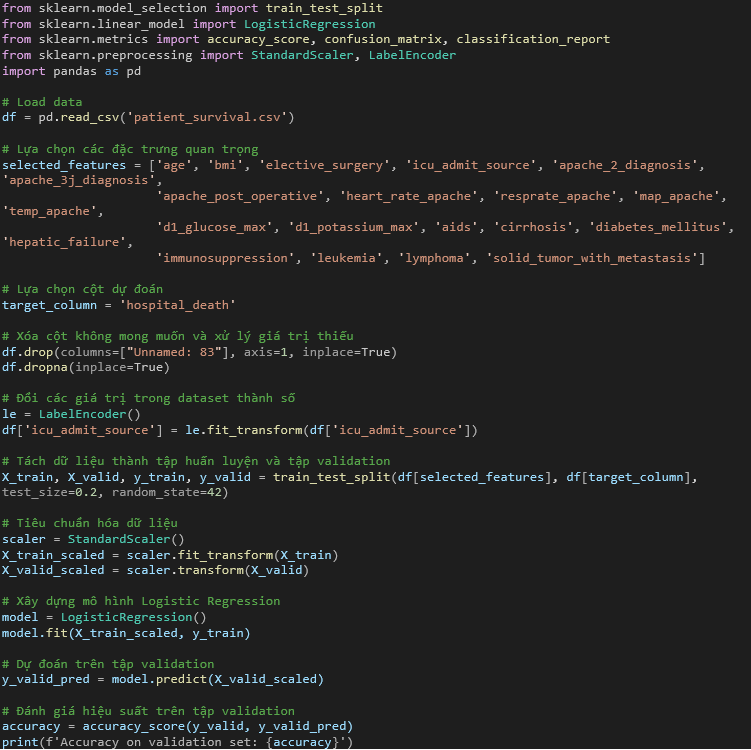 from sklearn.model_selection import train_test_split
from sklearn.linear_model import LogisticRegression
from sklearn.metrics import accuracy_score, confusion_matrix, classification_report
from sklearn.preprocessing import StandardScaler, LabelEncoder
import pandas as pd

# Load data
df = pd.read_csv('patient_survival.csv')

# Lựa chọn các đặc trưng quan trọng
selected_features = ['age', 'bmi', 'elective_surgery', 'icu_admit_source', 'apache_2_diagnosis',
'apache_3j_diagnosis',
                     'apache_post_operative', 'heart_rate_apache', 'resprate_apache', 'map_apache',
'temp_apache',
                     'd1_glucose_max', 'd1_potassium_max', 'aids', 'cirrhosis', 'diabetes_mellitus',
'hepatic_failure',
                     'immunosuppression', 'leukemia', 'lymphoma', 'solid_tumor_with_metastasis']

# Lựa chọn cột dự đoán
target_column = 'hospital_death'

# Xóa cột không mong muốn và xử lý giá trị thiếu
df.drop(columns=["Unnamed: 83"], axis=1, inplace=True)
df.dropna(inplace=True)

# Đổi các giá trị trong dataset thành số
le = LabelEncoder()
df['icu_admit_source'] = le.fit_transform(df['icu_admit_source'])

# Tách dữ liệu thành tập huấn luyện và tập validation
X_train, X_valid, y_train, y_valid = train_test_split(df[selected_features], df[target_column],
test_size=0.2, random_state=42)

# Tiêu chuẩn hóa dữ liệu
scaler = StandardScaler()
X_train_scaled = scaler.fit_transform(X_train)
X_valid_scaled = scaler.transform(X_valid)

# Xây dựng mô hình Logistic Regression
model = LogisticRegression()
model.fit(X_train_scaled, y_train)

# Dự đoán trên tập validation
y_valid_pred = model.predict(X_valid_scaled)

# Đánh giá hiệu suất trên tập validation
accuracy = accuracy_score(y_valid, y_valid_pred)
print(f'Accuracy on validation set: {accuracy}')